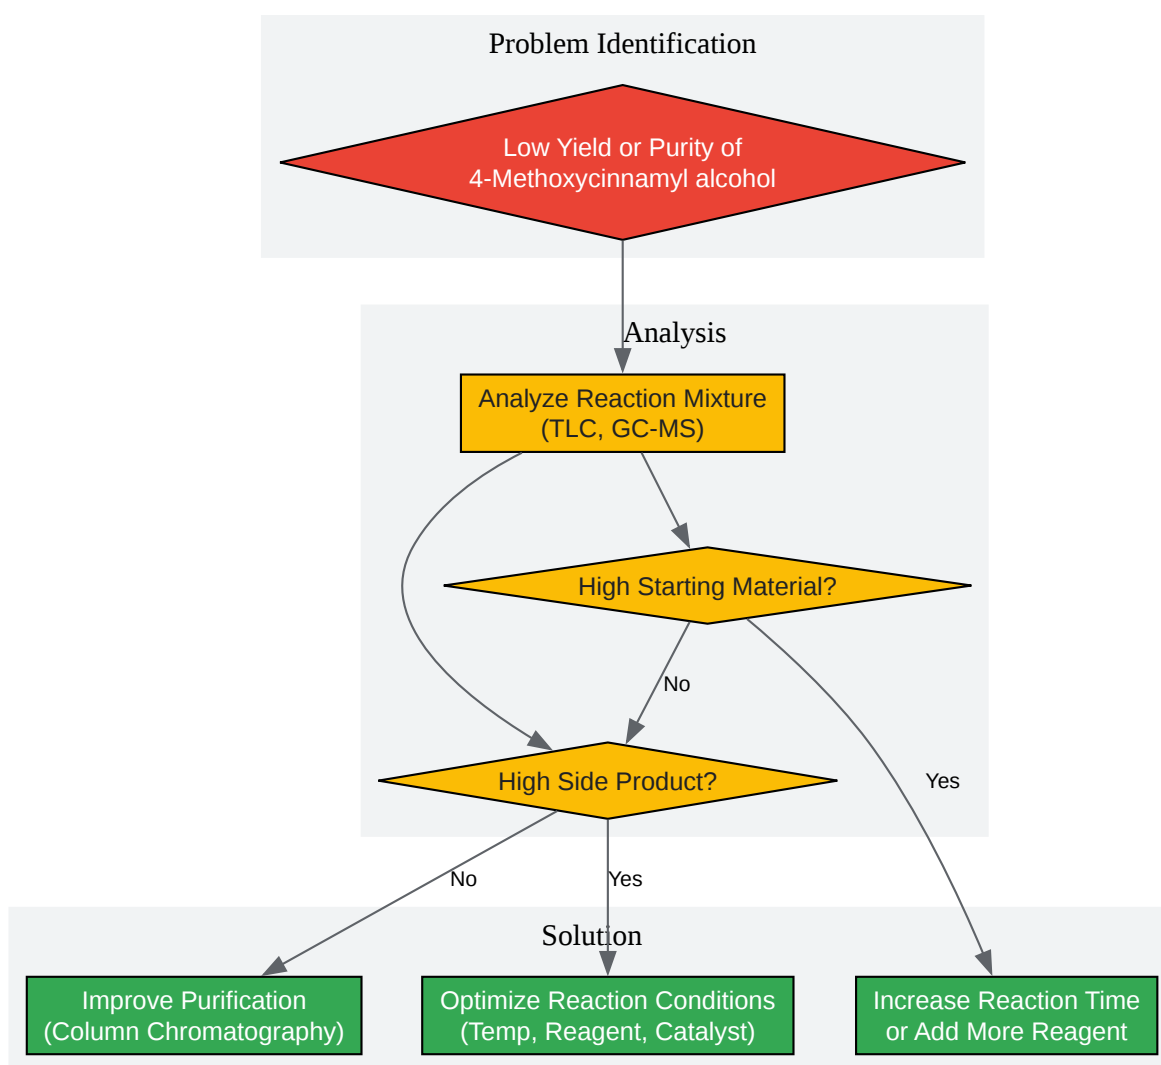 Problem Identification
Low Yield or Purity of
4-Methoxycinnamyl alcohol
Analysis
Analyze Reaction Mixture
(TLC, GC-MS)
High Starting Material?
No
High Side Product?
Yes
No
Yes
Solution
Improve Purification
(Column Chromatography)
Optimize Reaction Conditions
(Temp, Reagent, Catalyst)
Increase Reaction Time
or Add More Reagent